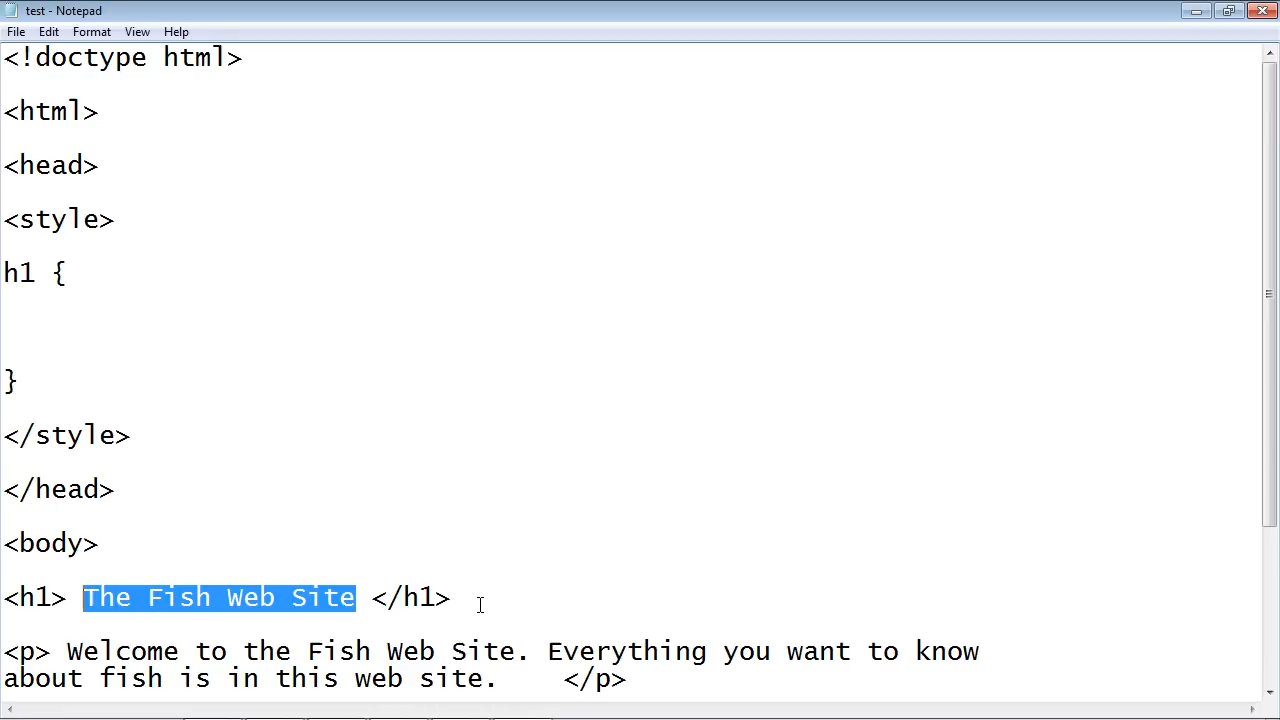 test - Notepad
File Edit Format View Help
<!doctype html>
<html>
<head>
<style>
h1 {
}
</style>
</head>
<body>
<h1> The Fish Web Site </h1>
<p> Welcome to the Fish Web Site. Everything you want to know
about fish is in this web site.    </p>